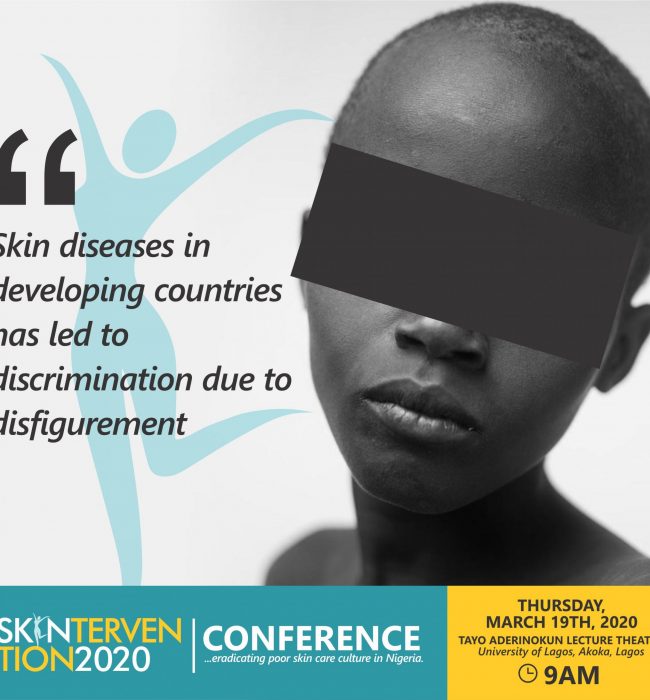 “
Skin diseases in
developing countries
has led to
discrimination due to
disfigurement
SKINTERVEN
TION2020
CONFERENCE
...eradicating poor skin care culture in Nigeria.
THURSDAY,
MARCH 19TH, 2020
TAYO ADERINOKUN LECTURE THEAT
University of Lagos, Akoka, Lagos
9AM